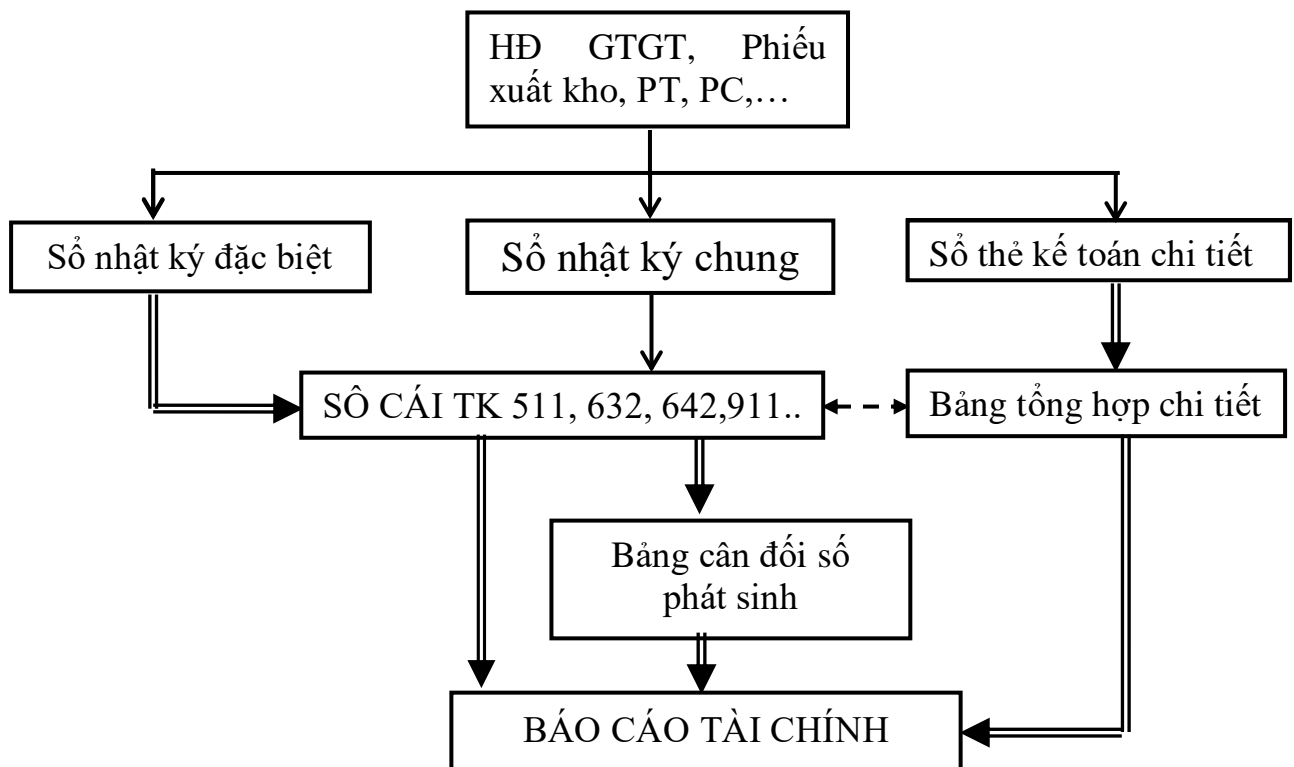 HĐ GTGT, Phiếu
xuất kho, PT, PC,…
Sổ nhật ký đặc biệt
Sổ nhật ký chung
Sổ thẻ kế toán chi tiết
SỔ CÁI TK 511, 632, 642,911..
Bảng tổng hợp chi tiết
Bảng cân đối số
phát sinh
BÁO CÁO TÀI CHÍNH